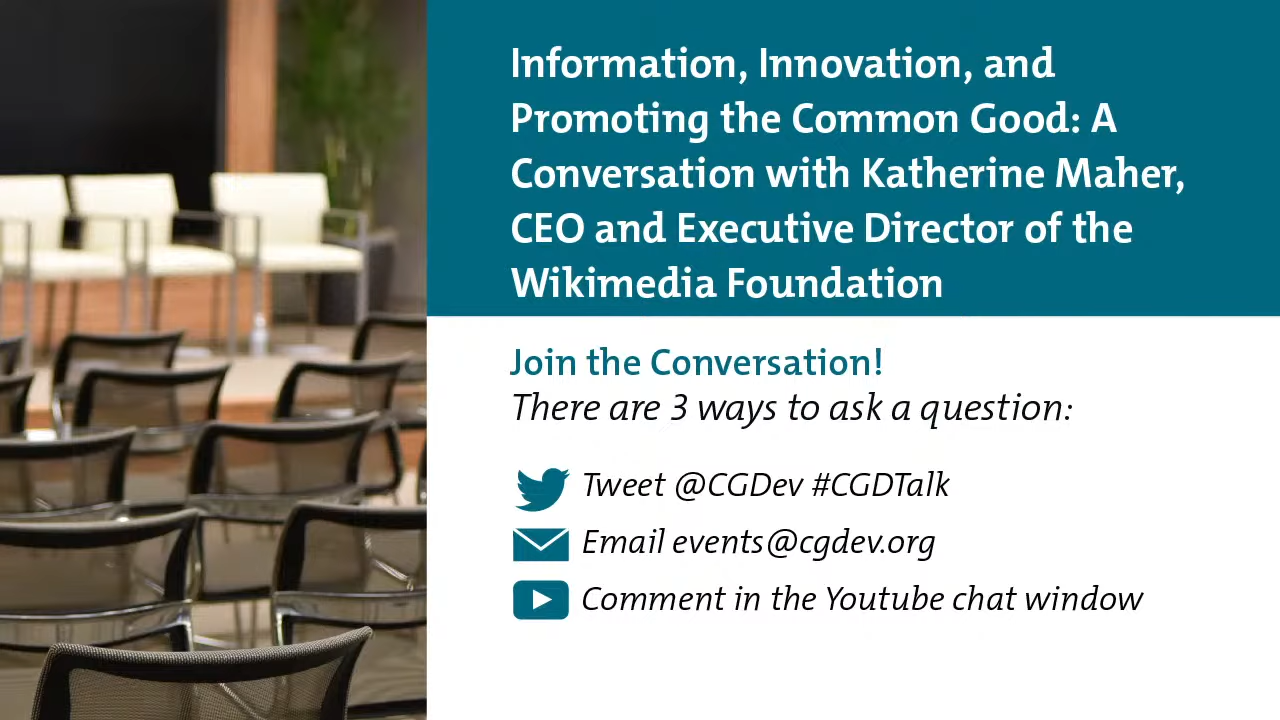 Information, Innovation, and
Promoting the Common Good: A
Conversation with Katherine Maher,
CEO and Executive Director of the
Wikimedia Foundation
Join the Conversation!
There are 3 ways to ask a question:
Tweet @CGDev #CGDTalk
Email events@cgdev.org
Comment in the Youtube chat window